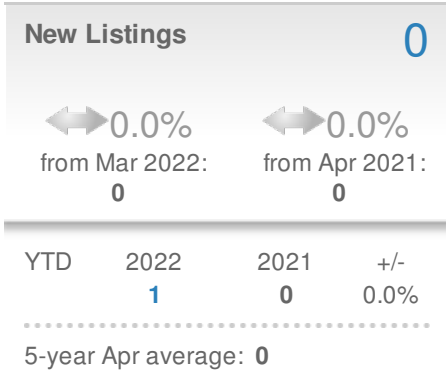 New Listings 0
0.0% 0.0%
from Mar 2022: from Apr 2021:
0 0
YTD 2022 2021 +/-
1 0 0.0%
5-year Apr average: 0